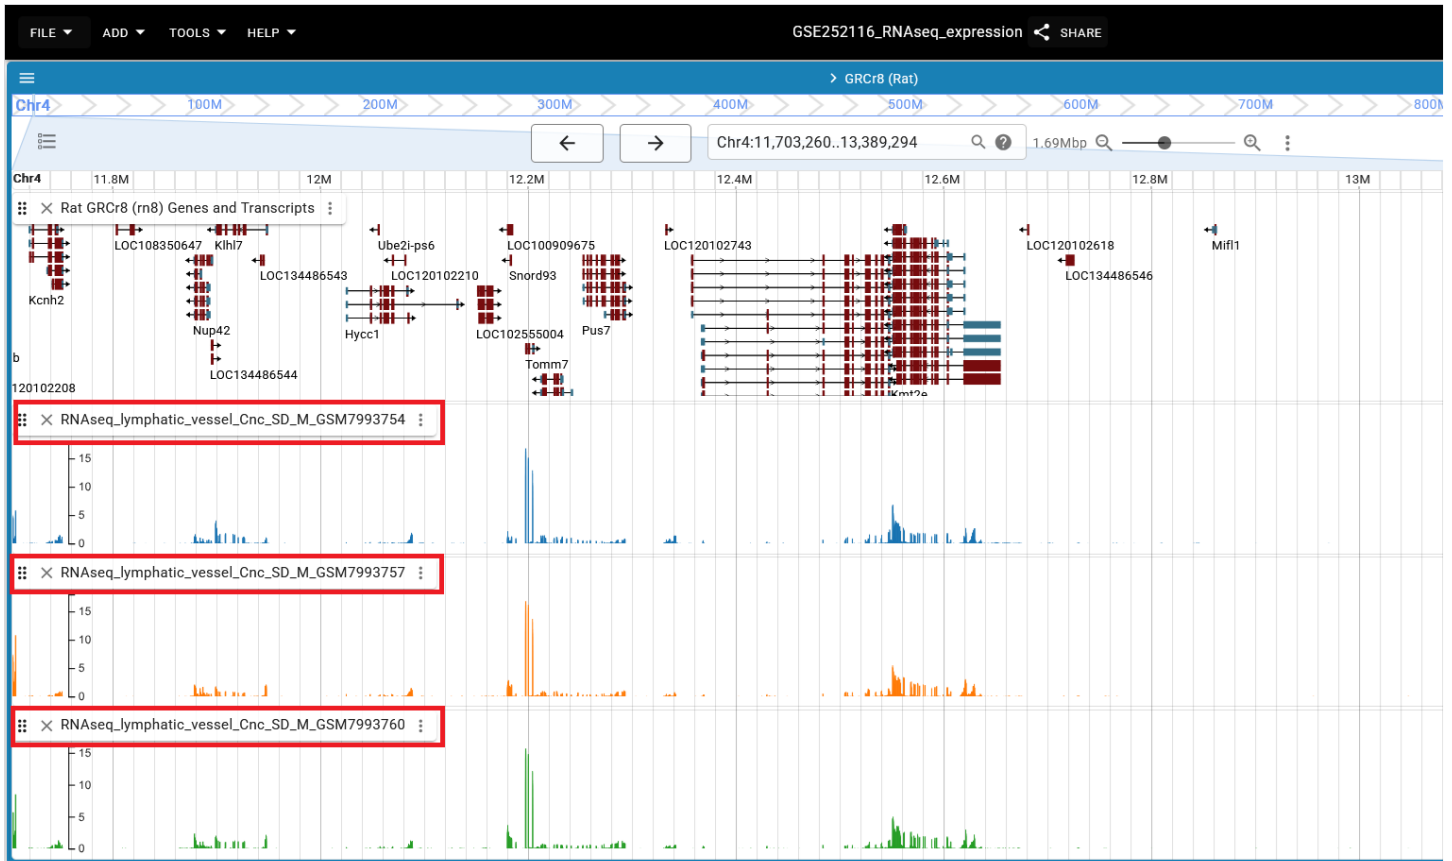 FILE ADD TOOLS HELP GSE252116_RNAseq_expression SHARE
GRCr8 (Rat)
Chr4 100M 200M 300M 400M 500M 600M 700M 800M
Chr4:11,703,260..13,389,294 1.69Mbp
Chr4 11.8M 12M 12.2M 12.4M 12.6M 12.8M 13M
Rat GRCr8 (rn8) Genes and Transcripts
LOC108350647 Klhl7 Ube2i-ps6 LOC100909675 LOC120102743 LOC120102618 Mifl1
LOC134486543 LOC120102210 Snord93 LOC134486546
Kcnh2
Nup42 Hycc1 LOC102555004 Pus7
b
Tomm7
LOC134486544
120102208
Kmt2e
RNAseq_lymphatic_vessel_Cnc_SD_M_GSM7993754
15
10
5
0
RNAseq_lymphatic_vessel_Cnc_SD_M_GSM7993757
15
10
5
0
RNAseq_lymphatic_vessel_Cnc_SD_M_GSM7993760
15
10
5
0